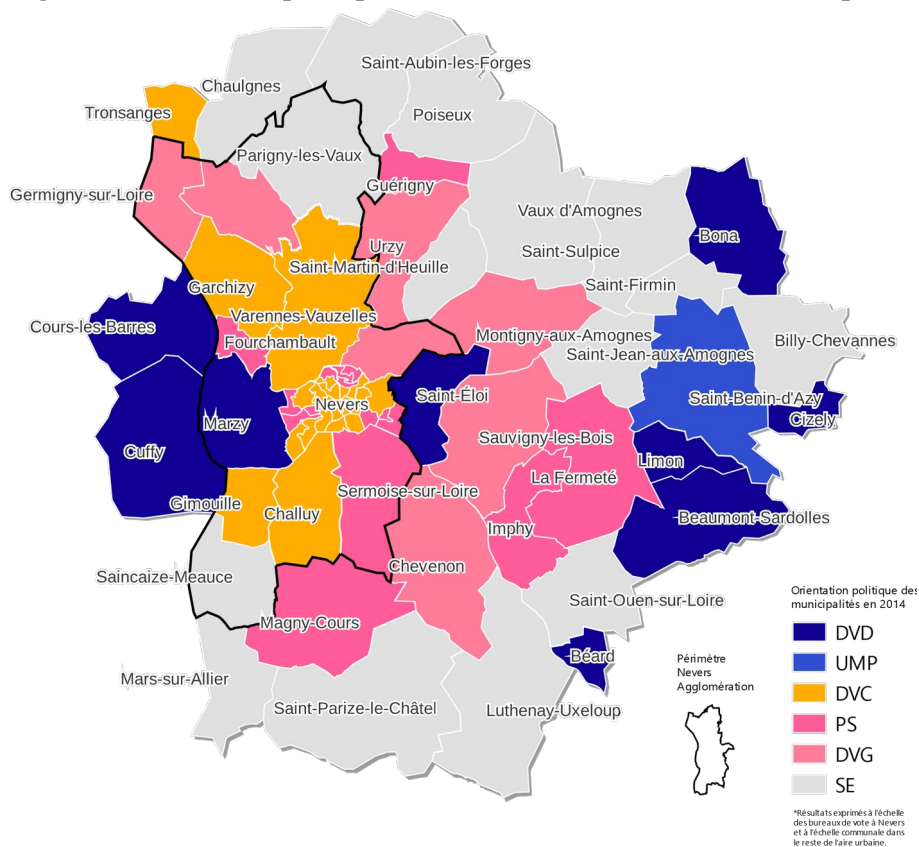 Saint-Aubin-les-Forges
Chaulgnes
Tronsanges
Poiseux
Parigny-les-Vaux
Guérigny
Germigny-sur-Loire
Vaux d'Amognes
Bona
Urzy
Saint-Sulpice
Saint-Martin-d'Heuille
Garchizy
Saint-Firmin
Varennes-Vauzelles
Cours-les-Barres
Fourchambault
Montigny-aux-Amognes
Billy-Chevannes
Saint-Jean-aux-Amognes
Saint-Éloi
Saint-Benin-d'Azy
Nevers
Marzy
Cizely
Sauvigny-les-Bois
Cuffy
Limon
La Fermeté
Sermoise-sur-Loire
Gimouille
Challuy
Beaumont-Sardolles
Imphy
Chevenon
Saincaize-Meauce
Saint-Ouen-sur-Loire
Magny-Cours
Béard
Mars-sur-Allier
Saint-Parize-le-Châtel
Luthenay-Uxeloup
Périmètre
Nevers
Agglomération
Orientation politique des
municipalités en 2014
DVD
UMP
DVC
PS
DVG
SE
*Résultats exprimés à l'échelle
des bureaux de vote à Nevers
et à l'échelle communale dans
le reste de l'aire urbaine.